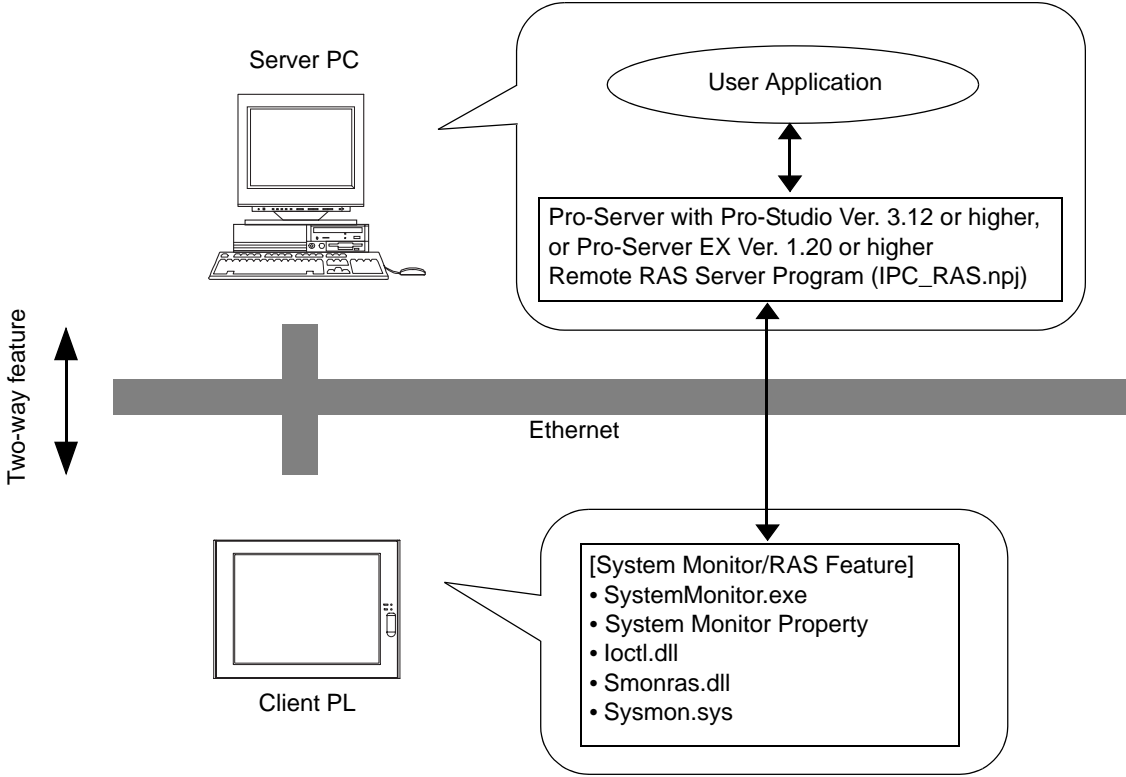 Server PC
User Application
Pro-Server with Pro-Studio Ver. 3.12 or higher,
or Pro-Server EX Ver. 1.20 or higher
Remote RAS Server Program (IPC_RAS.npj)
Two-way feature
Ethernet
[System Monitor/RAS Feature]
• SystemMonitor.exe
• System Monitor Property
• Ioctl.dll
• Smonras.dll
• Sysmon.sys
Client PL